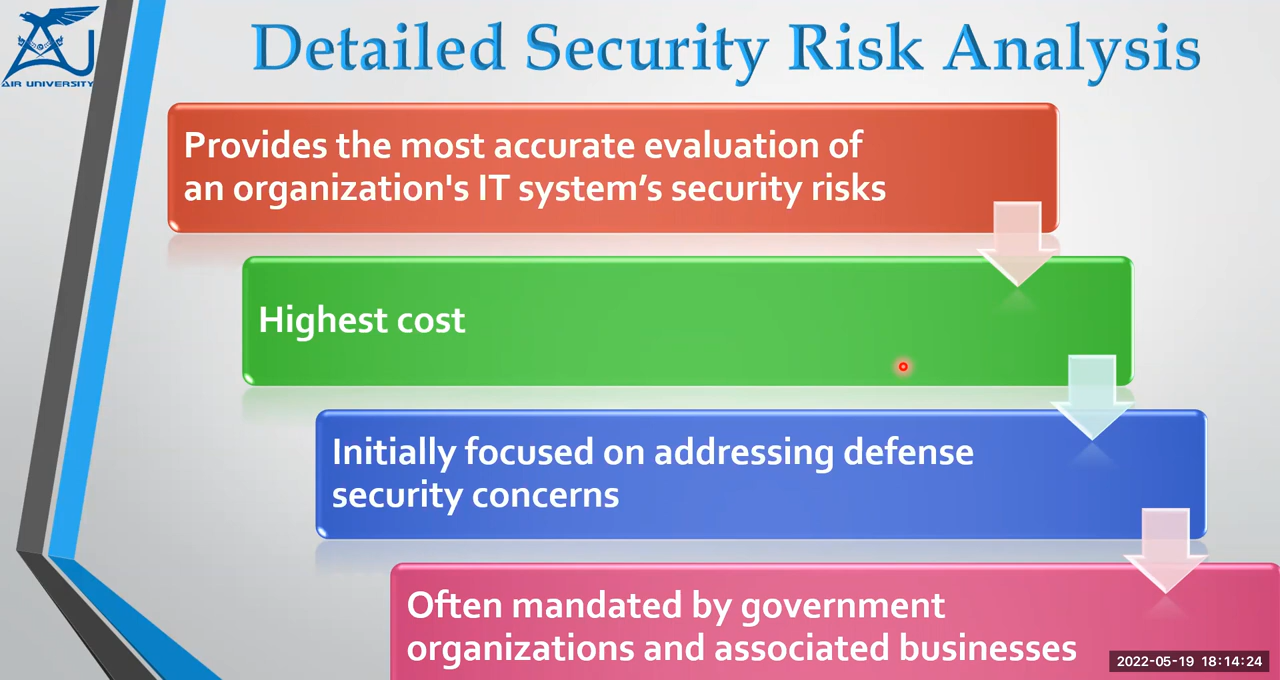 AIR UNIVERSITY
Detailed Security Risk Analysis
Provides the most accurate evaluation of
an organization's IT system’s security risks
Highest cost
Initially focused on addressing defense
security concerns
Often mandated by government
organizations and associated businesses
2022-05-19 18:14:24